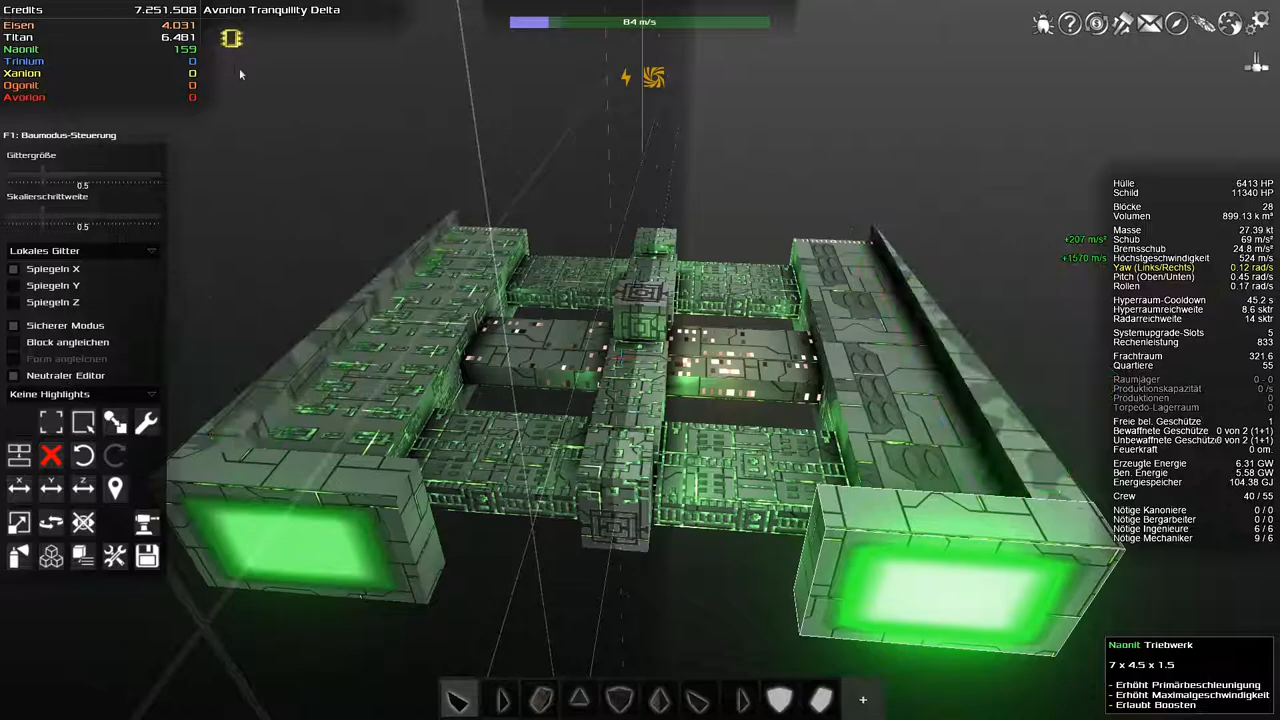 Credits 7.251.508 Avorion Tranquility Delta
Eisen 4.031
Titan 6.481
Naonit 159
Trinium 0
Xanion 0
Ogonit 0
Avorion 0
84 m/s
F1: Baumodus-Steuerung
Gittergröße
0.5
Skalierschrittweite
0.5
Lokales Gitter
Spiegeln X
Spiegeln Y
Spiegeln Z
Sicherer Modus
Block angleichen
Form angleichen
Neutraler Editor
Keine Highlights
X Y Z
Hülle 6413 HP
Schild 11340 HP
Blöcke 28
Volumen 899.13 k m³
Masse 27.39 kt
+207 m/s² Schub 69 m/s²
Bremsschub 24.8 m/s²
+1570 m/s² Höchstgeschwindigkeit 524 m/s
Yaw (Links/Rechts) 0.12 rad/s
Pitch (Oben/Unten) 0.45 rad/s
Rollen 0.17 rad/s
Hyperraum-Cooldown 45.2 s
Hyperraumreichweite 8.6 sktr
Radarreichweite 14 sktr
Systemupgrade-Slots 5
Rechenleistung 833
Frachtraum 321.6
Quartiere 55
Raumjäger 0 - 0
Produktionskapazität 0 /s
Produktionen 0
Torpedo-Lagerraum 0
Freie bel. Geschütze 1
Bewaffnete Geschütze 0 von 2 (1+1)
Unbewaffnete Geschütze 0 von 2 (1+1)
Feuerkraft 0 om.
Erzeugte Energie 6.31 GW
Ben. Energie 5.58 GW
Energiespeicher 104.38 GJ
Crew 40 / 55
Nötige Kanoniere 0 / 0
Nötige Bergarbeiter 0 / 0
Nötige Ingenieure 6 / 6
Nötige Mechaniker 9 / 6
Naonit Triebwerk
7 x 4.5 x 1.5
- Erhöht Primärbeschleunigung
- Erhöht Maximalgeschwindigkeit
- Erlaubt Boosten